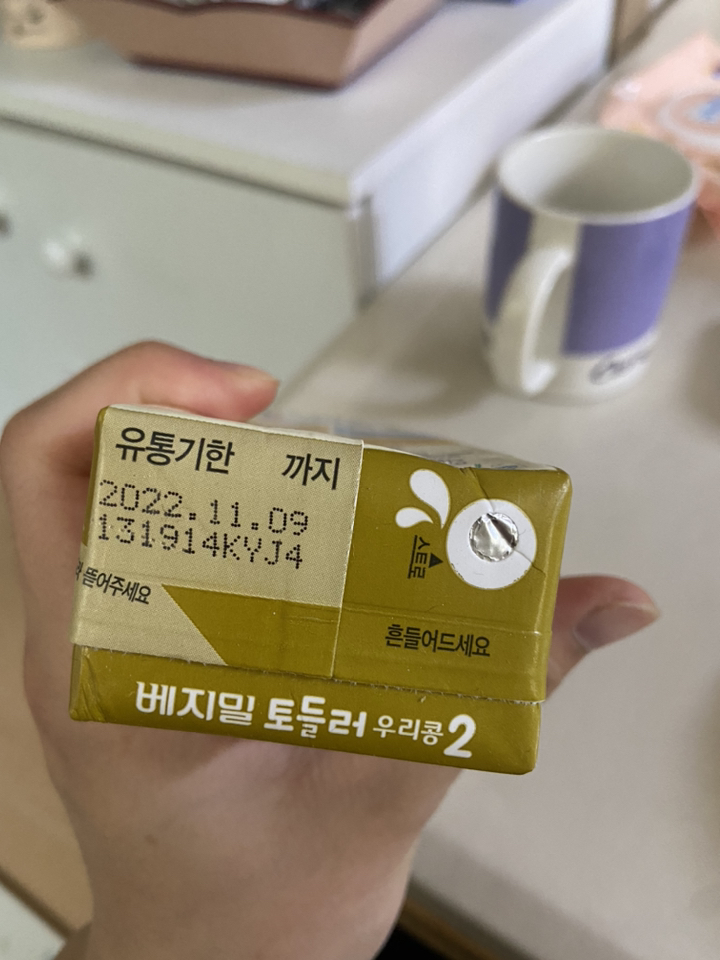 유통기한 까지
2022.11.09
131914KYJ4
뜯어주세요
스트로
흔들어드세요
베지밀 토들러 우리콩 2